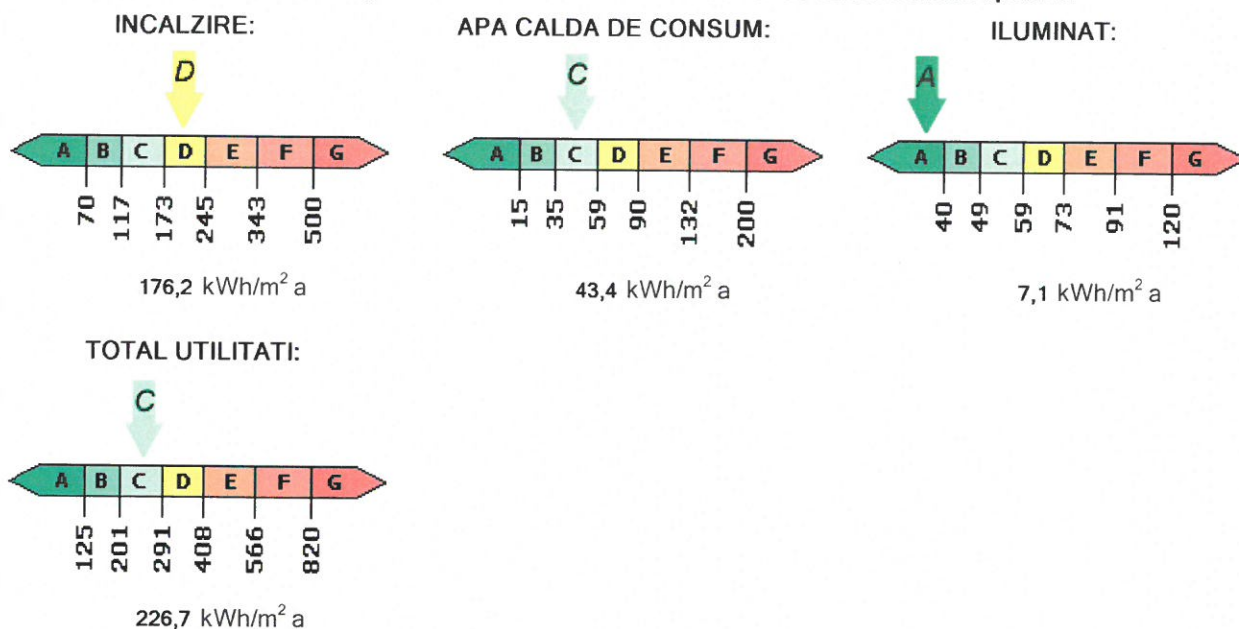 INCALZIRE:
D
A B C D E F G
70 117 173 245 343 500
176,2 kWh/m² a
APA CALDA DE CONSUM:
C
A B C D E F G
15 35 59 90 132 200
43,4 kWh/m² a
ILUMINAT:
A
A B C D E F G
40 49 59 73 91 120
7,1 kWh/m² a
TOTAL UTILITATI:
C
A B C D E F G
125 201 291 408 566 820
226,7 kWh/m² a